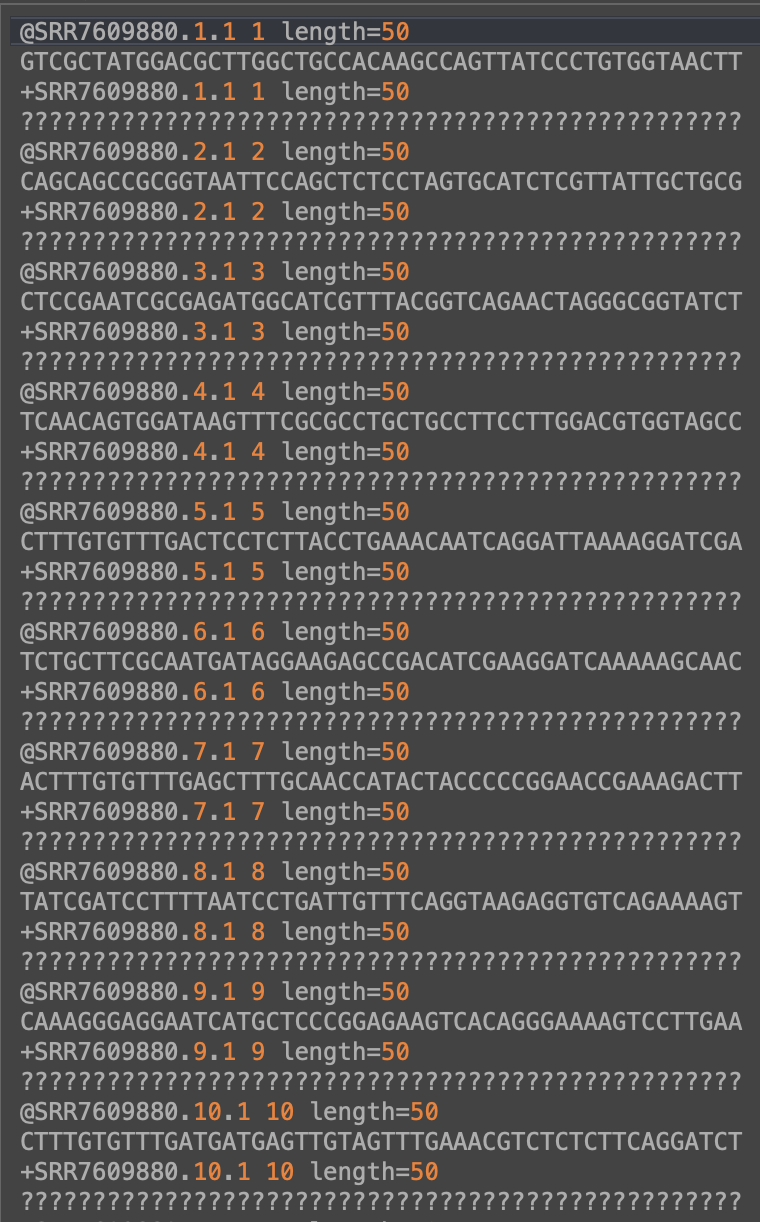 @SRR7609880.1.1 1 length=50
GTCGCTATGGACGCTTGGCTGCCACAAGCCAGTTATCCCTGTGGTAACTT
+SRR7609880.1.1 1 length=50
??????????????????????????????????????????????????
@SRR7609880.2.1 2 length=50
CAGCAGCCGCGGTAATTCCAGCTCTCCTAGTGCATCTCGTTATTGCTGCG
+SRR7609880.2.1 2 length=50
??????????????????????????????????????????????????
@SRR7609880.3.1 3 length=50
CTCCGAATCGCGAGATGGCATCGTTTACGGTCAGAACTAGGGCGGTATCT
+SRR7609880.3.1 3 length=50
??????????????????????????????????????????????????
@SRR7609880.4.1 4 length=50
TCAACAGTGGATAAGTTTCGCGCCTGCTGCCTTCCTTGGACGTGGTAGCC
+SRR7609880.4.1 4 length=50
??????????????????????????????????????????????????
@SRR7609880.5.1 5 length=50
CTTTGTGTTTGACTCCTCTTACCTGAAACAATCAGGATTAAAAGGATCGA
+SRR7609880.5.1 5 length=50
??????????????????????????????????????????????????
@SRR7609880.6.1 6 length=50
TCTGCTTCGCAATGATAGGAAGAGCCGACATCGAAGGATCAAAAAGCAAC
+SRR7609880.6.1 6 length=50
??????????????????????????????????????????????????
@SRR7609880.7.1 7 length=50
ACTTTGTGTTTGAGCTTTGCAACCATACTACCCCCGGAACCGAAAGACTT
+SRR7609880.7.1 7 length=50
??????????????????????????????????????????????????
@SRR7609880.8.1 8 length=50
TATCGATCCTTTTAATCCTGATTGTTTCAGGTAAGAGGTGTCAGAAAAGT
+SRR7609880.8.1 8 length=50
??????????????????????????????????????????????????
@SRR7609880.9.1 9 length=50
CAAAGGGAGGAATCATGCTCCCGGAGAAGTCACAGGGAAAAGTCCTTGAA
+SRR7609880.9.1 9 length=50
??????????????????????????????????????????????????
@SRR7609880.10.1 10 length=50
CTTTGTGTTTGATGATGAGTTGTAGTTTGAAACGTCTCTCTTCAGGATCT
+SRR7609880.10.1 10 length=50
??????????????????????????????????????????????????